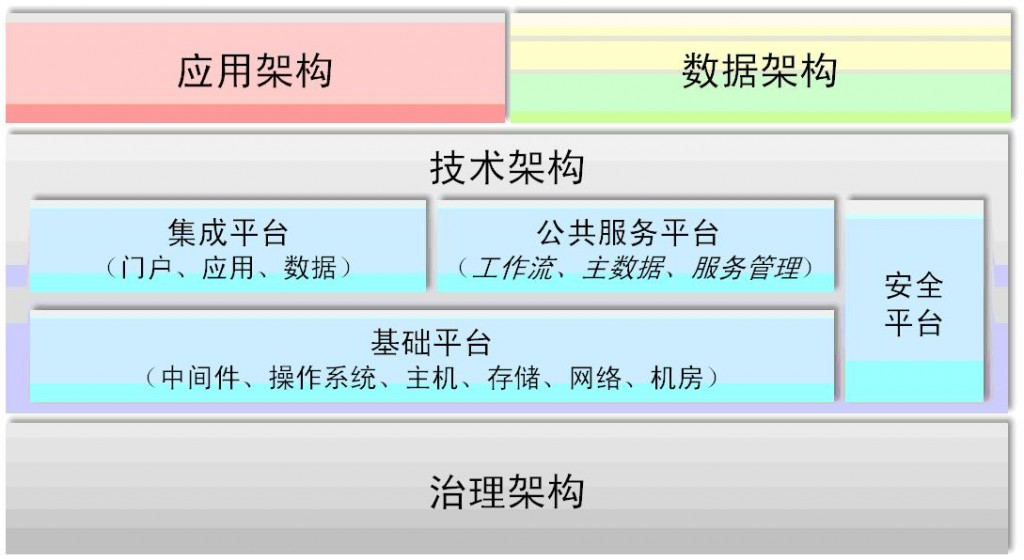 应用架构
数据架构
技术架构
集成平台
（门户、应用、数据）
公共服务平台
（工作流、主数据、服务管理）
安全
平台
基础平台
（中间件、操作系统、主机、存储、网络、机房）
治理架构